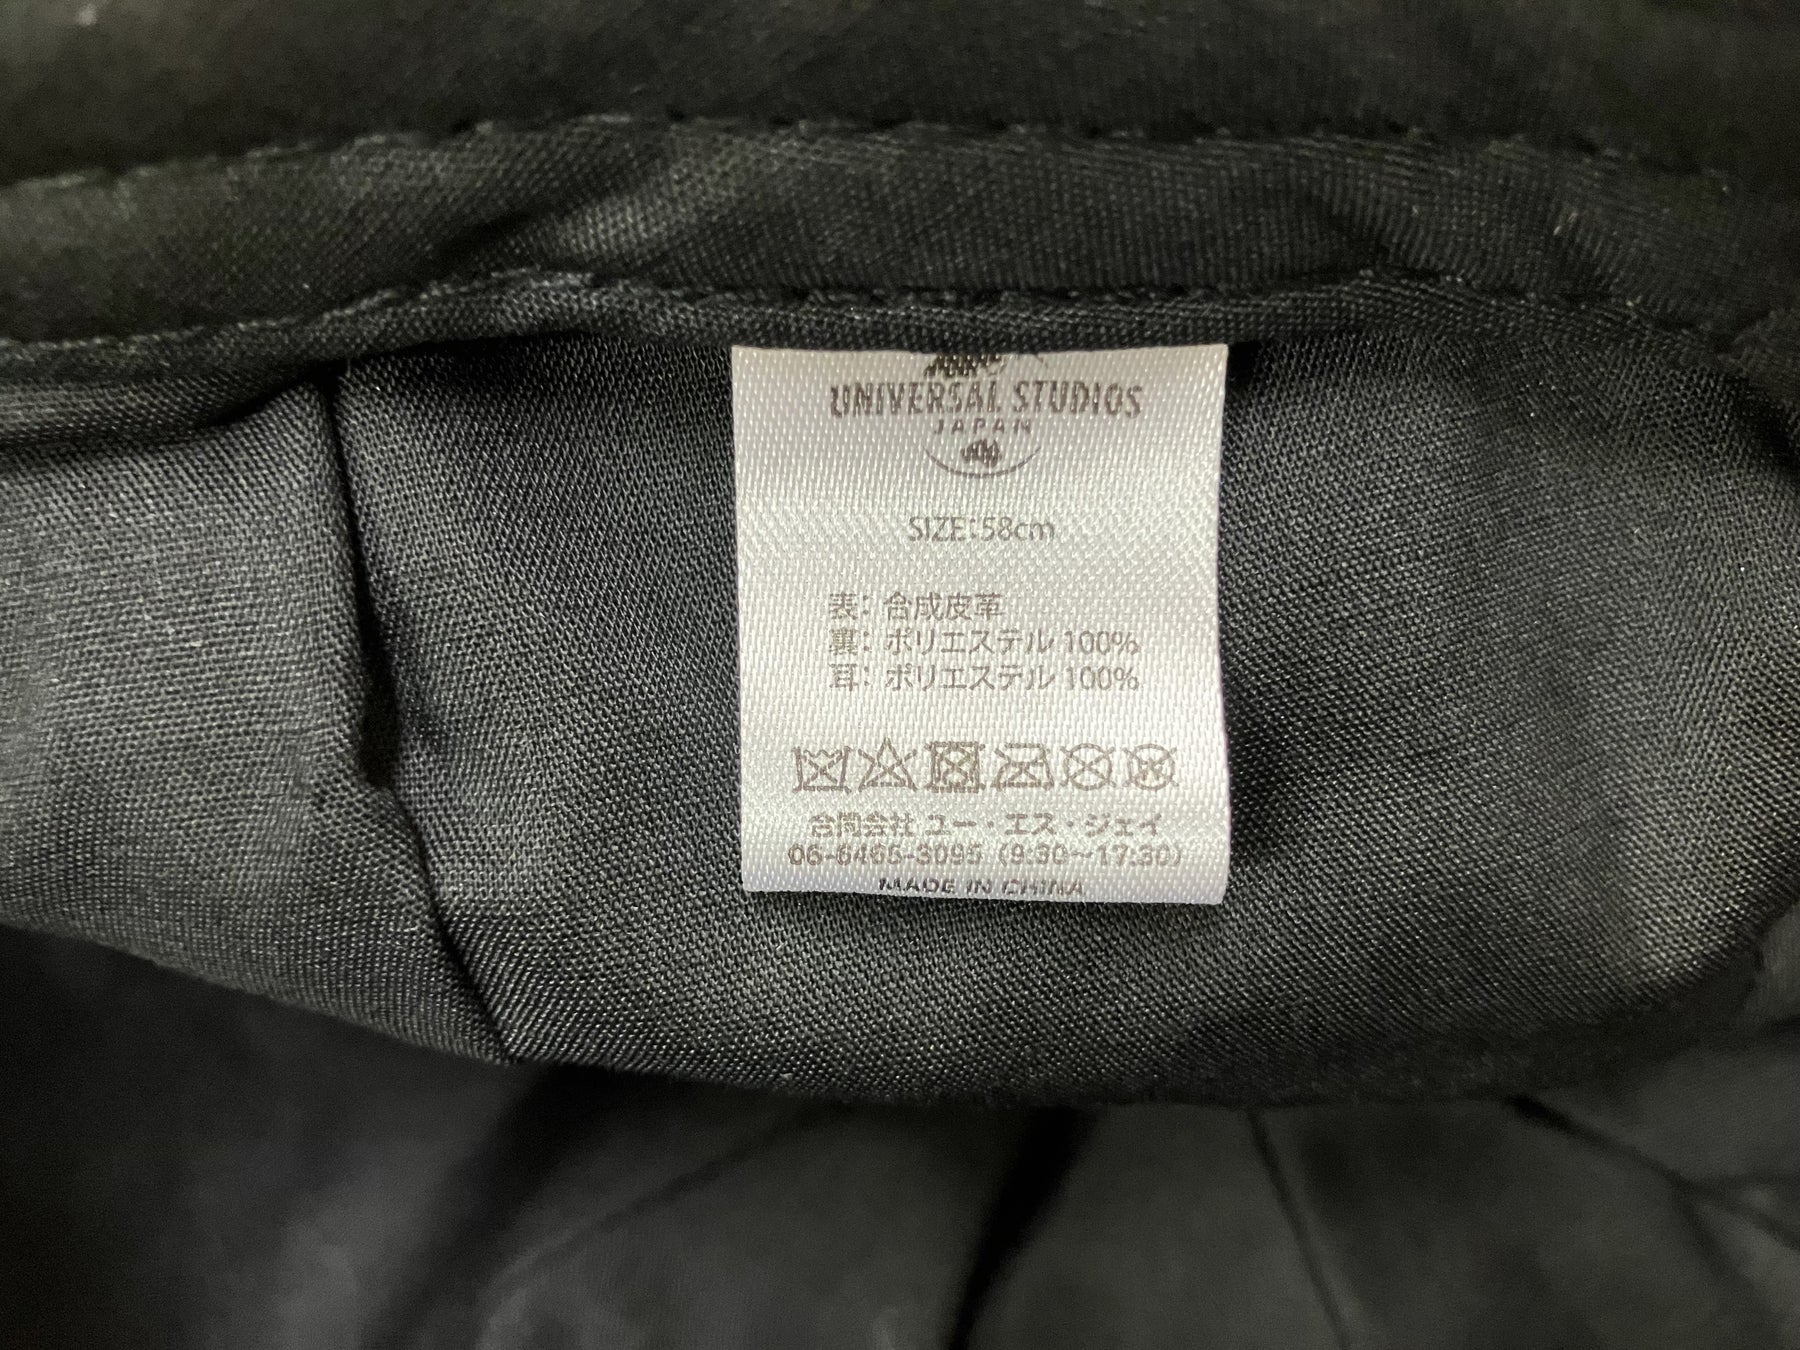 UNIVERSAL STUDIOS
JAPAN
SIZE:58cm
表: 合成皮革
裏: ポリエステル 100%
耳: ポリエステル 100%
合同会社 ユー・エス・ジェイ
06-6465-3095 (9:30〜17:30)
MADE IN CHINA